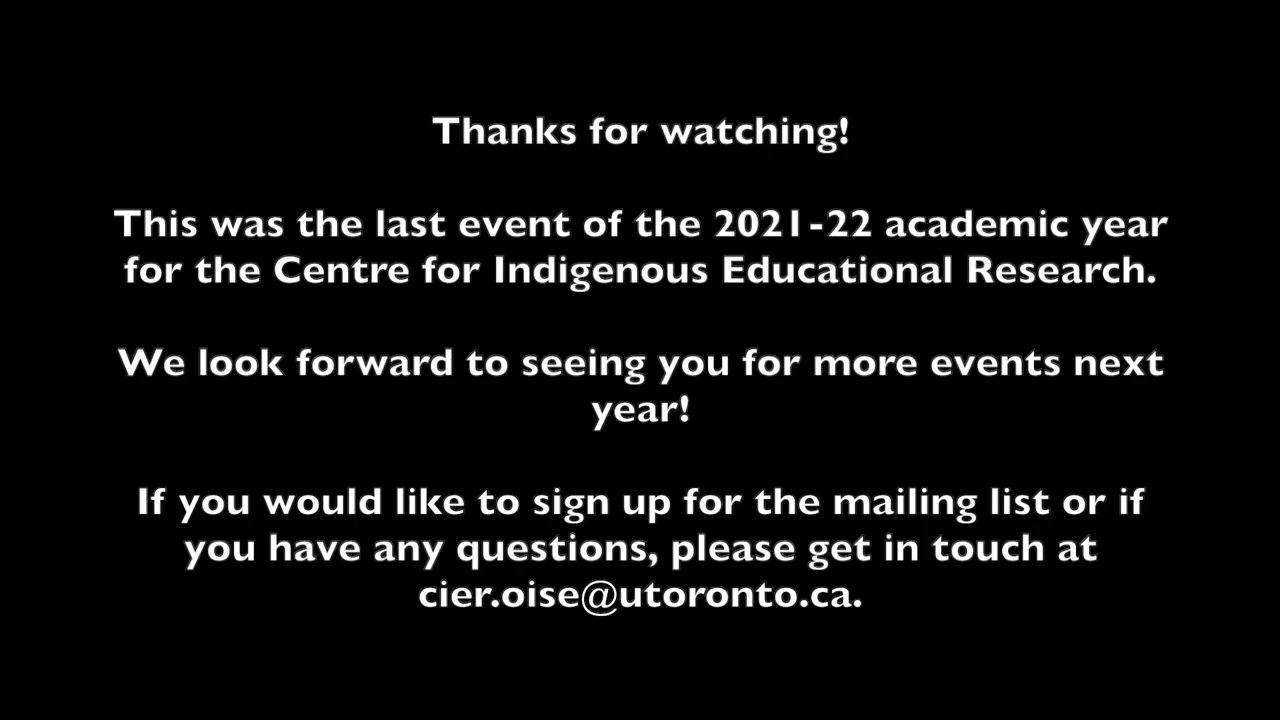 Thanks for watching!
This was the last event of the 2021-22 academic year
for the Centre for Indigenous Educational Research.
We look forward to seeing you for more events next
year!
If you would like to sign up for the mailing list or if
you have any questions, please get in touch at
cier.oise@utoronto.ca.